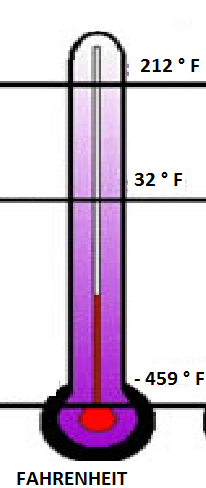 212 ° F
32 ° F
- 459 ° F
FAHRENHEIT